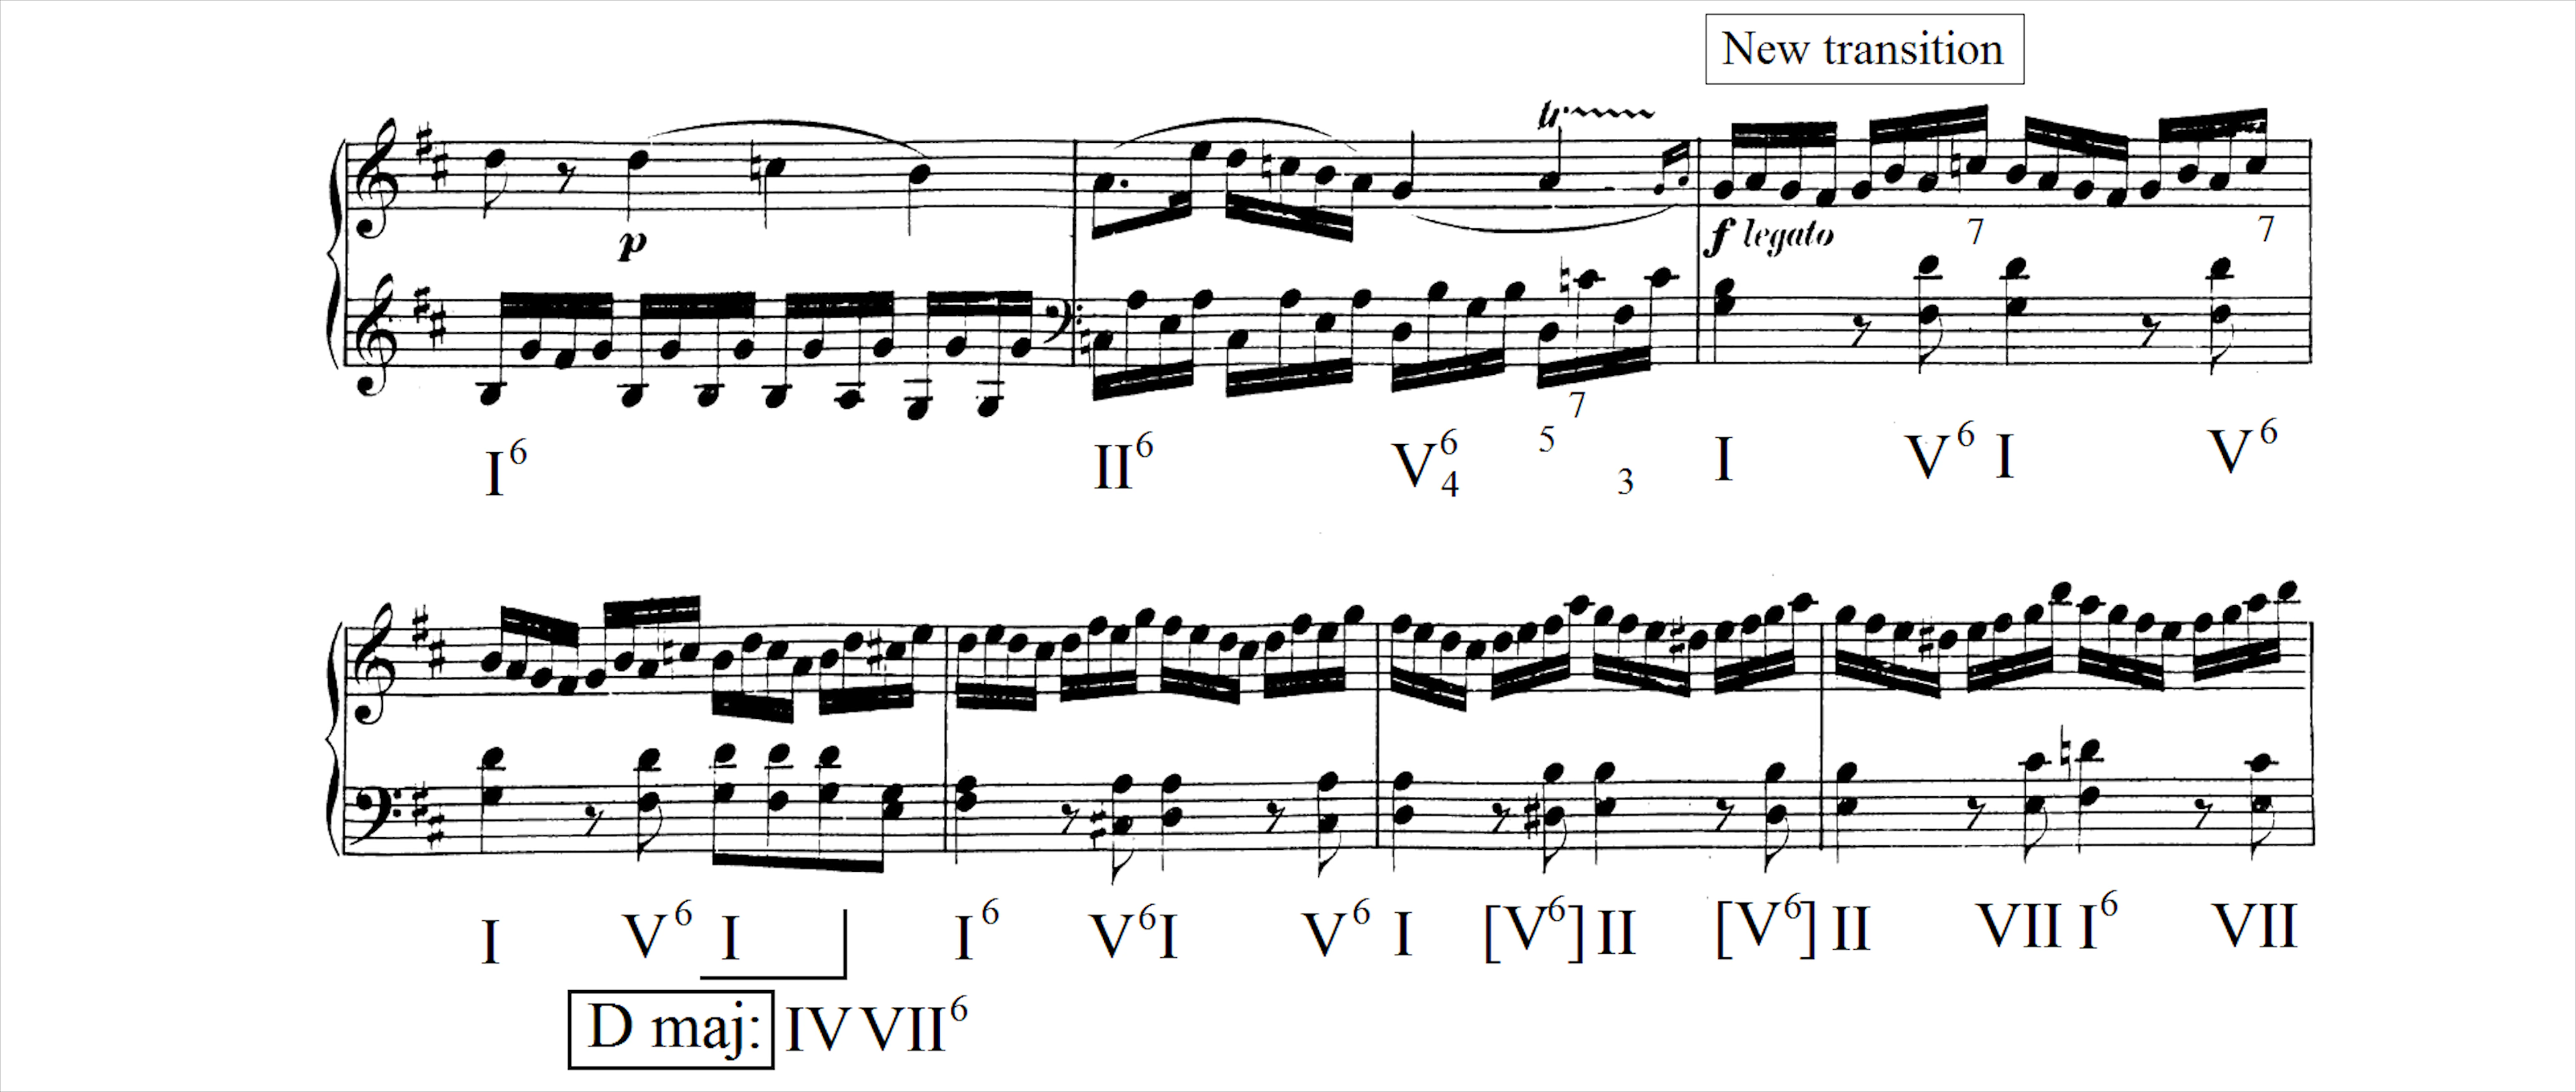 New transition
tr
p
f legato
7
7
7
I6 II6 V6 4 5 3 I V6 I V6
I V6 I I6 V6 I V6 I [V6] II [V6] II VII I6 VII
D maj: IV VII6